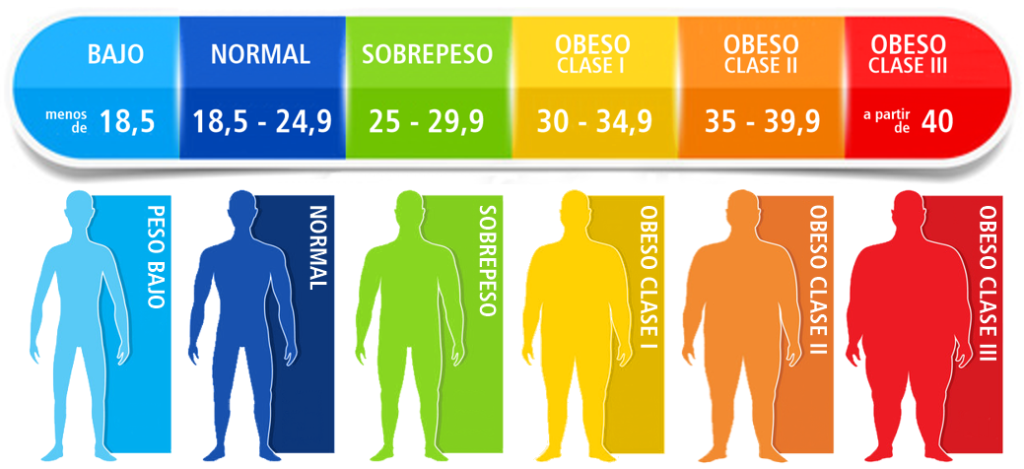 BAJO
NORMAL
SOBREPESO
OBESO
CLASE I
OBESO
CLASE II
OBESO
CLASE III
menos
de 18,5
18,5 - 24,9
25 - 29,9
30 - 34,9
35 - 39,9
a partir
de 40
PESO BAJO
NORMAL
SOBREPESO
OBESO CLASE I
OBESO CLASE II
OBESO CLASE III